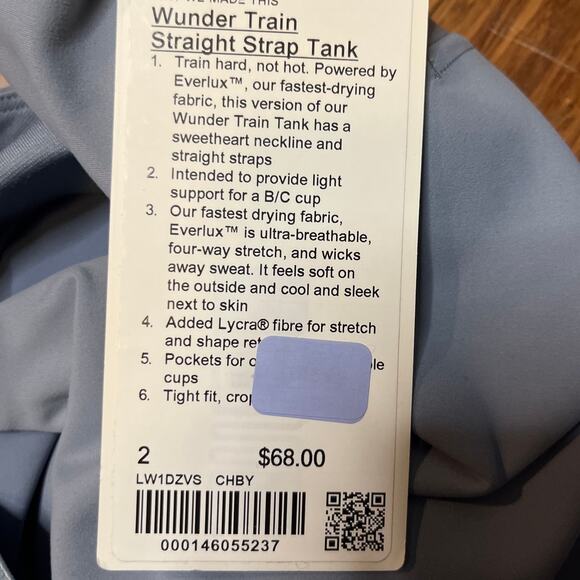 WE MADE THIS
Wunder Train
Straight Strap Tank
1. Train hard, not hot. Powered by
Everlux™, our fastest-drying
fabric, this version of our
Wunder Train Tank has a
sweetheart neckline and
straight straps
2. Intended to provide light
support for a B/C cup
3. Our fastest drying fabric,
Everlux™ is ultra-breathable,
four-way stretch, and wicks
away sweat. It feels soft on
the outside and cool and sleek
next to skin
4. Added Lycra® fibre for stretch
and shape
5. Pockets for
cups
6. Tight fit,
2 $68.00
LW1DZVS CHBY
000146055237